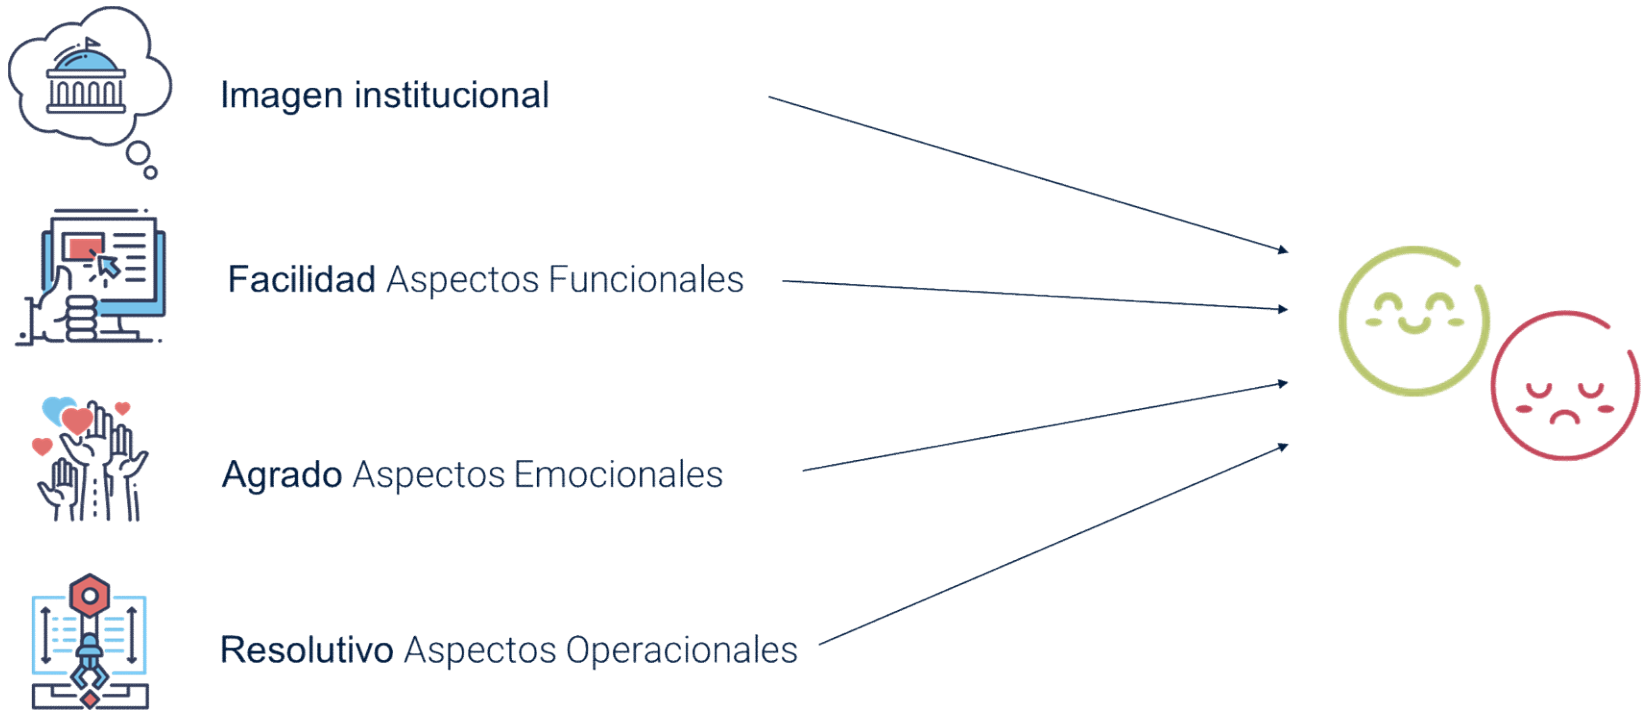 Imagen institucional
Facilidad Aspectos Funcionales
Agrado Aspectos Emocionales
Resolutivo Aspectos Operacionales